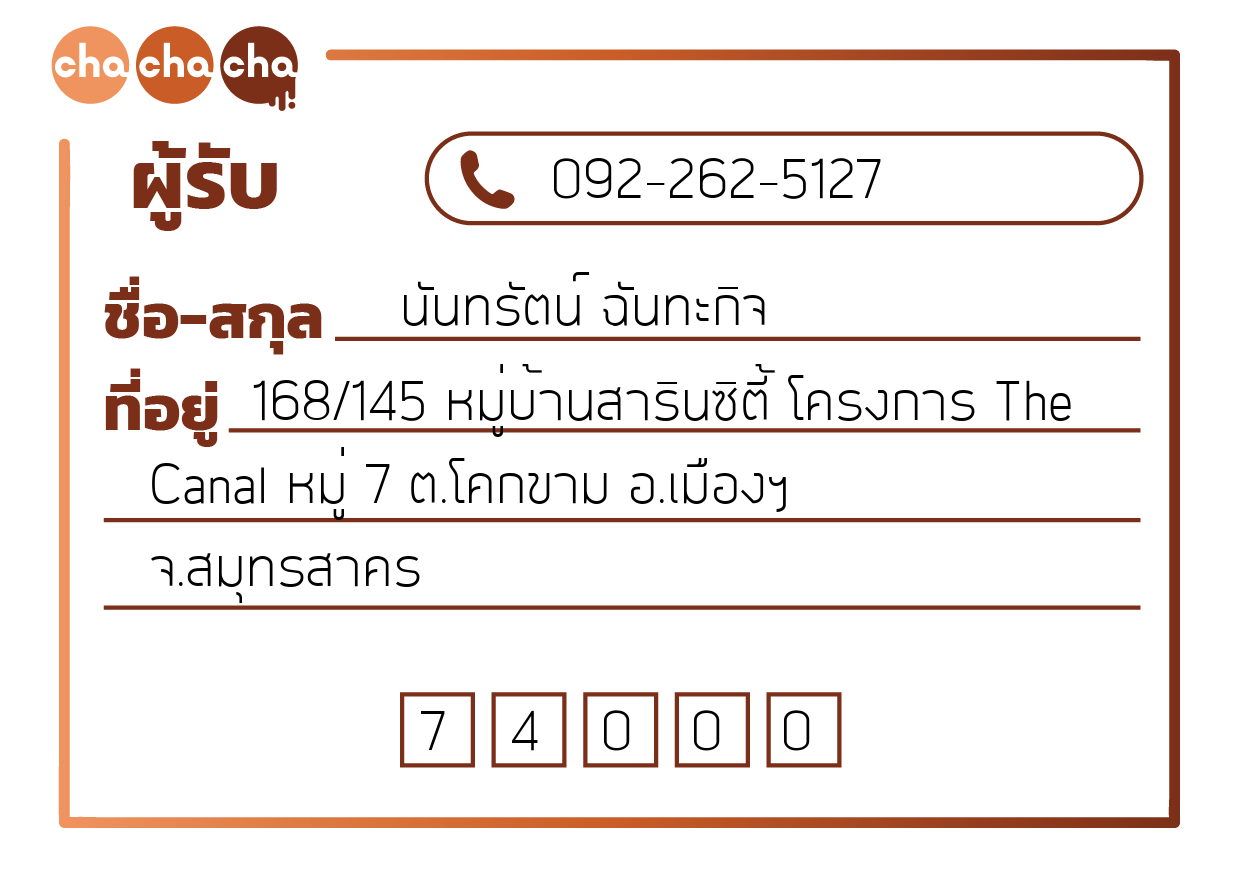 cha cha cha
ผู้รับ 092-262-5127
ชื่อ-สกุล นันทรัตน์ ฉันทะกิจ
ที่อยู่ 168/145 หมู่บ้านสารินซิตี้ โครงการ The
Canal หมู่ 7 ต.โคกขาม อ.เมืองฯ
จ.สมุทรสาคร
7 4 0 0 0